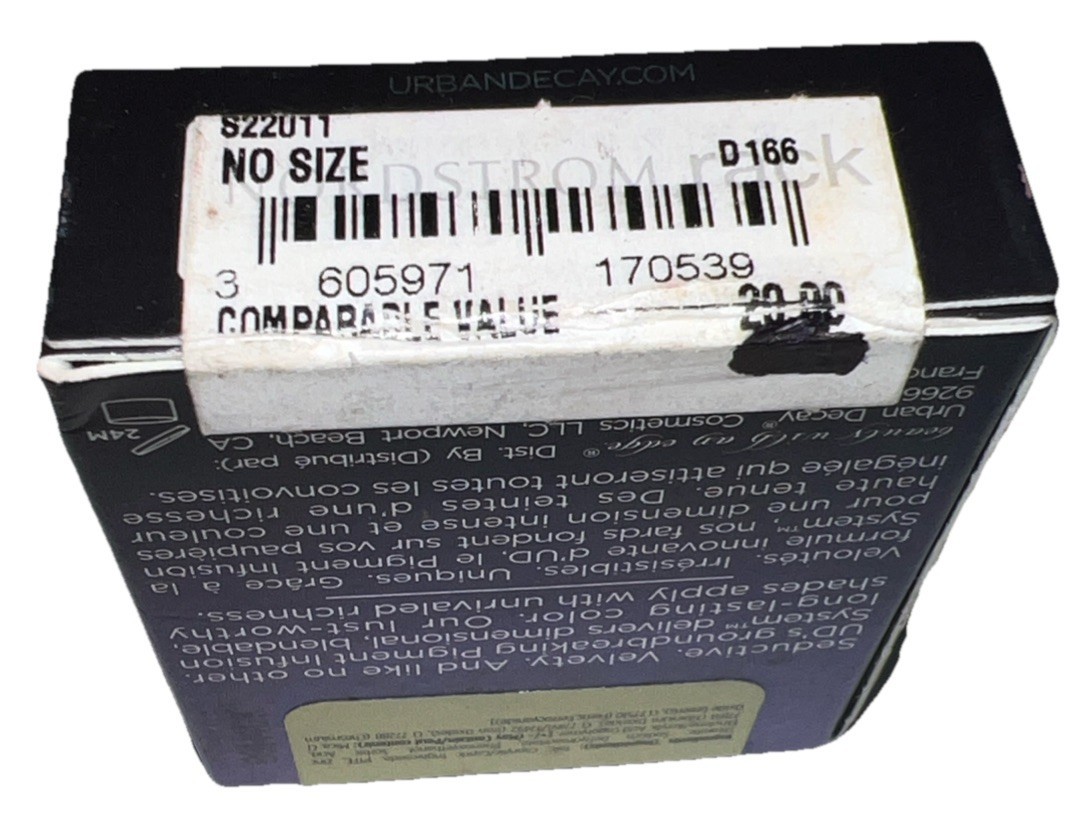 URBANDECAY.COM
S22U11
NO SIZE D166
NORDSTROM rack
3 605971 170539
COMPARABLE VALUE
24M
Seductive. Velvety. And like no other.
UD's groundbreaking Pigment Infusion
System™ delivers dimensional, blendable,
long-lasting color. Our lust-worthy
shades apply with unrivaled richness.
Veloutés. Irrésistibles. Uniques. Grâce à la
formule innovante d'UD, le Pigment Infusion
System™, nos fards fondent sur vos paupières
pour une dimension intense et une couleur
haute tenue. Des teintes d'une richesse
inégalée qui attiseront toutes les convoitises.
beauty with an edge® Dist. By (Distribué par):
Urban Decay® Cosmetics LLC, Newport Beach, CA
9266
Franc